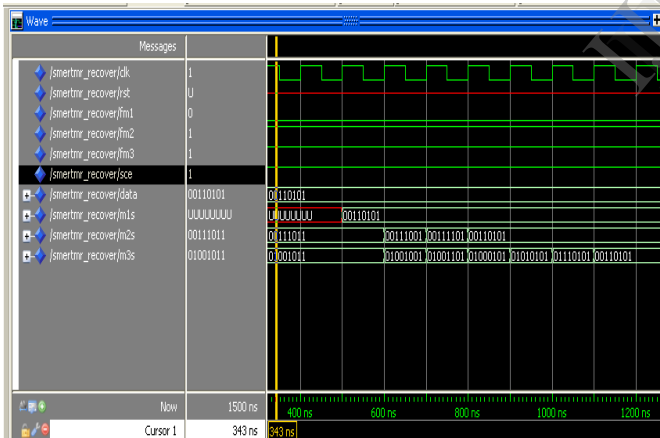 Wave
Messages
/smertmr_recover/clk 1
/smertmr_recover/rst U
/smertmr_recover/fm1 0
/smertmr_recover/fm2 1
/smertmr_recover/fm3 1
/smertmr_recover/sce 1
/smertmr_recover/data 00110101 00110101
/smertmr_recover/m1s UUUUUUUU UUUUUUUU 00110101
/smertmr_recover/m2s 00111011 00111011 00111001 00111101 00110101
/smertmr_recover/m3s 01001011 01001011 01001001 01001101 01000101 01010101 01110101 00110101
Now 1500 ns 400 ns 600 ns 800 ns 1000 ns 1200 ns
Cursor 1 343 ns 343 ns